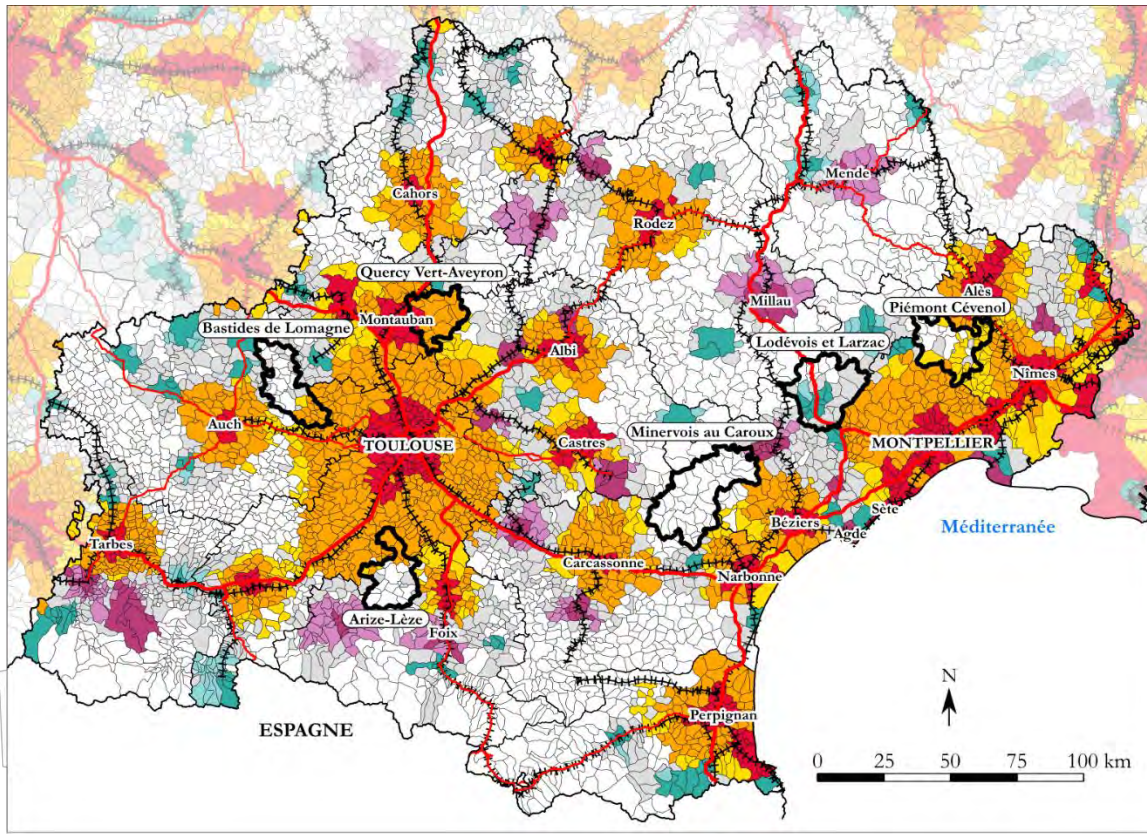 Mende
Cahors
Rodez
Quercy Vert-Aveyron
Alès
Millau
Piémont Cévenol
Montauban
Bastides de Lomagne
Lodévois et Larzac
Albi
Nîmes
Auch
Minervois au Caroux
TOULOUSE
Castres
MONTPELLIER
Sète
Béziers
Méditerranée
Agde
Tarbes
Carcassonne
Narbonne
Arize-Lèze
Foix
N
Perpignan
ESPAGNE
0 25 50 75 100 km